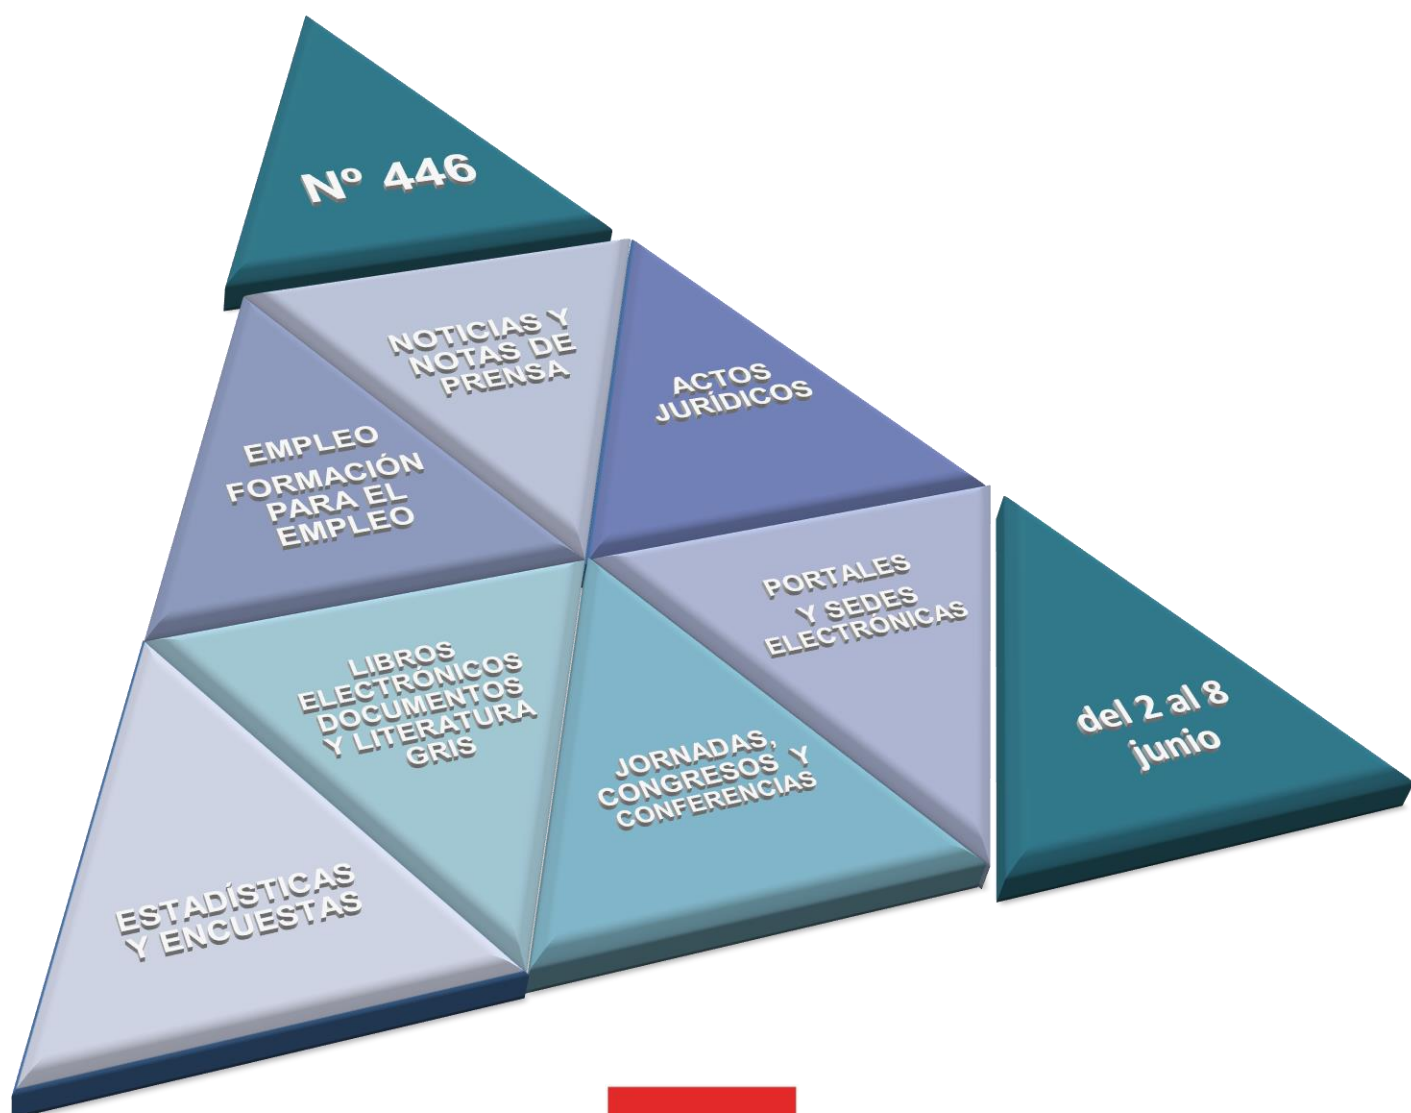 Nº 446
NOTICIAS Y
NOTAS DE
PRENSA
ACTOS
JURÍDICOS
EMPLEO
FORMACIÓN
PARA EL
EMPLEO
PORTALES
Y SEDES
ELECTRÓNICAS
LIBROS
ELECTRÓNICOS
DOCUMENTOS
Y LITERATURA
GRIS
JORNADAS,
CONGRESOS Y
CONFERENCIAS
del 2 al 8
junio
ESTADÍSTICAS
Y ENCUESTAS